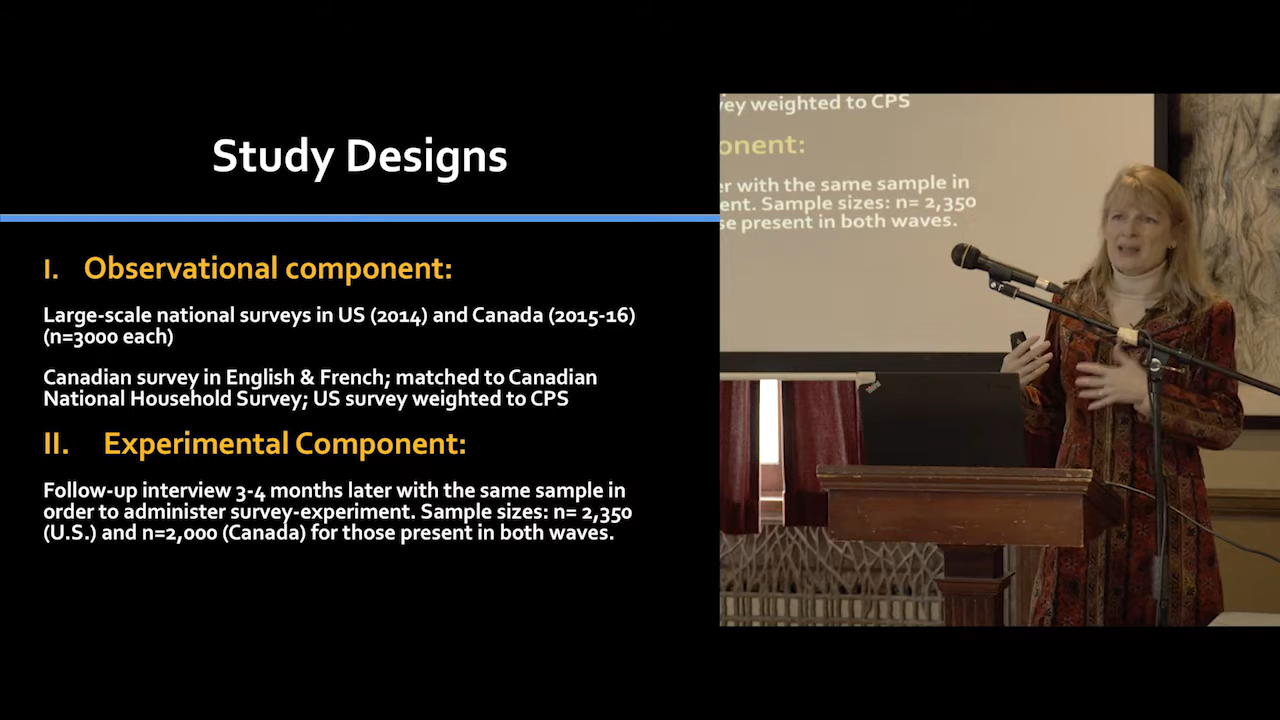 Study Designs
I. Observational component:
Large-scale national surveys in US (2014) and Canada (2015-16)
(n=3000 each)
Canadian survey in English & French; matched to Canadian
National Household Survey; US survey weighted to CPS
II. Experimental Component:
Follow-up interview 3-4 months later with the same sample in
order to administer survey-experiment. Sample sizes: n= 2,350
(U.S.) and n=2,000 (Canada) for those present in both waves.
vey weighted to CPS
onent:
er with the same sample in
ent. Sample sizes: n= 2,350
se present in both waves.